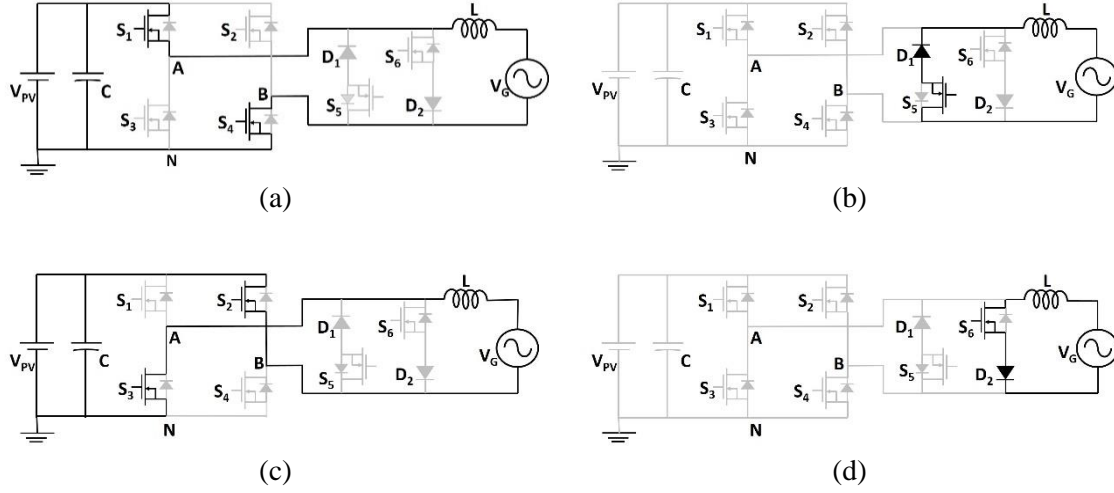 S1 S2 L
D1 S6
A
VPV C B VG
S5 D2
S3 S4
N
(a)
S1 S2 L
D1 S6
A
VPV C B VG
S5 D2
S3 S4
N
(b)
L
S1 S2
D1 S6
A
VPV C B VG
S5 D2
S3 S4
N
(c)
L
S1 S2 S6
D1
A
VPV C B VG
S5 D2
S3 S4
N
(d)